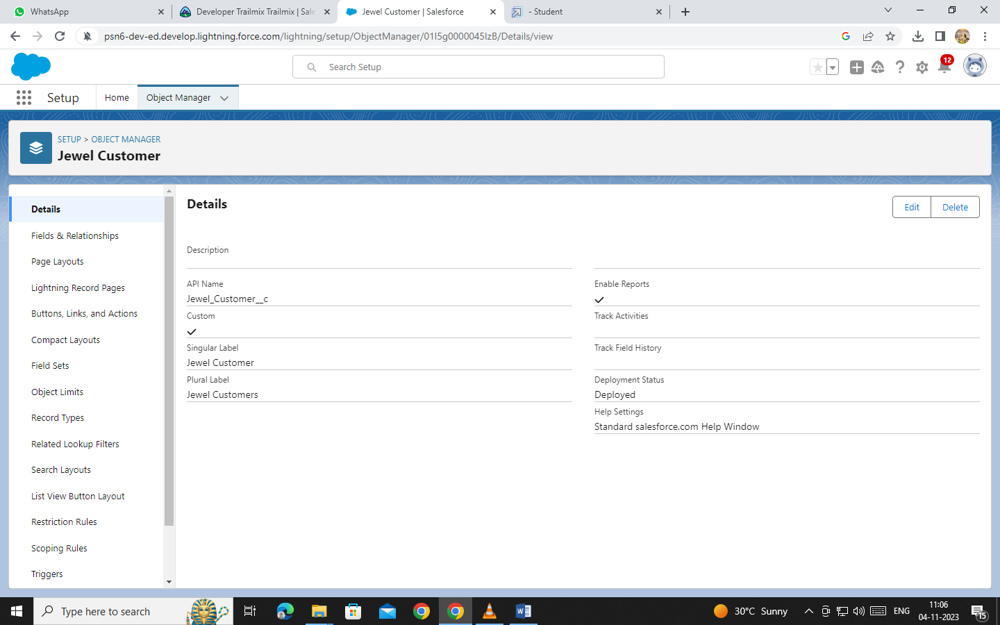 WhatsApp
Developer Trailmix Trailmix | Sale
Jewel Customer | Salesforce
- Student
psn6-dev-ed.develop.lightning.force.com/lightning/setup/ObjectManager/01I5g0000045IzB/Details/view
Search Setup
12
Setup
Home
Object Manager
SETUP > OBJECT MANAGER
Jewel Customer
Details
Fields & Relationships
Page Layouts
Lightning Record Pages
Buttons, Links, and Actions
Compact Layouts
Field Sets
Object Limits
Record Types
Related Lookup Filters
Search Layouts
List View Button Layout
Restriction Rules
Scoping Rules
Triggers
Details
Edit
Delete
Description
API Name
Jewel_Customer__c
Custom
Singular Label
Jewel Customer
Plural Label
Jewel Customers
Enable Reports
Track Activities
Track Field History
Deployment Status
Deployed
Help Settings
Standard salesforce.com Help Window
Type here to search
30°C Sunny
ENG
11:06
04-11-2023
15